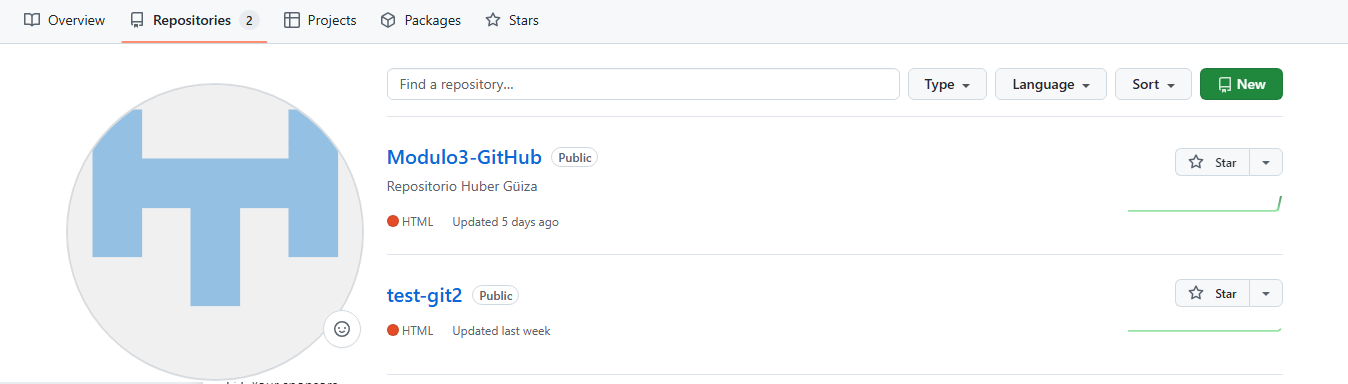 Overview Repositories 2 Projects Packages Stars
Find a repository... Type Language Sort New
Modulo3-GitHub Public Star
Repositorio Huber Güiza
HTML Updated 5 days ago
test-git2 Public Star
HTML Updated last week